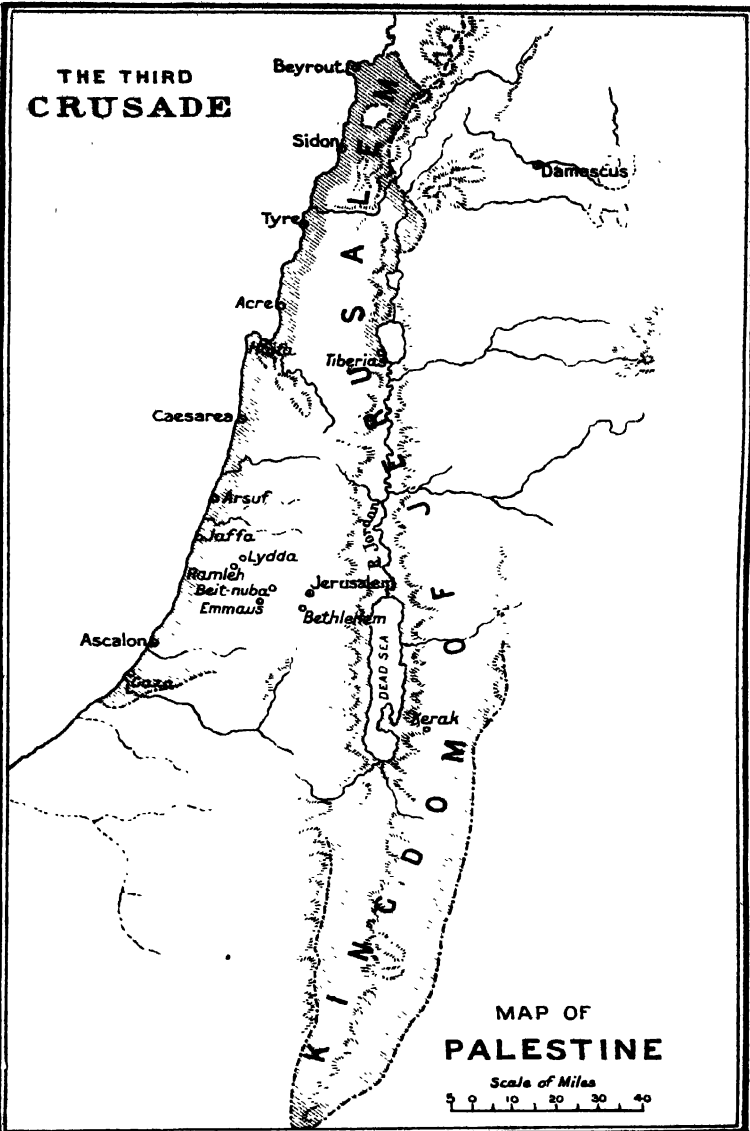 THE THIRD
CRUSADE
Beyrout
Sidon
Damascus
Tyre
Acre
Haifa
Tiberias
Caesarea
Arsuf
Jaffa
Lydda
Ramleh
Beit-nuba
Emmaus
Jerusalem
Bethlehem
R. Jordan
Ascalon
Gaza
DEAD SEA
Kerak
KINGDOM OF JERUSALEM
MAP OF
PALESTINE
Scale of Miles
5 0 10 20 30 40